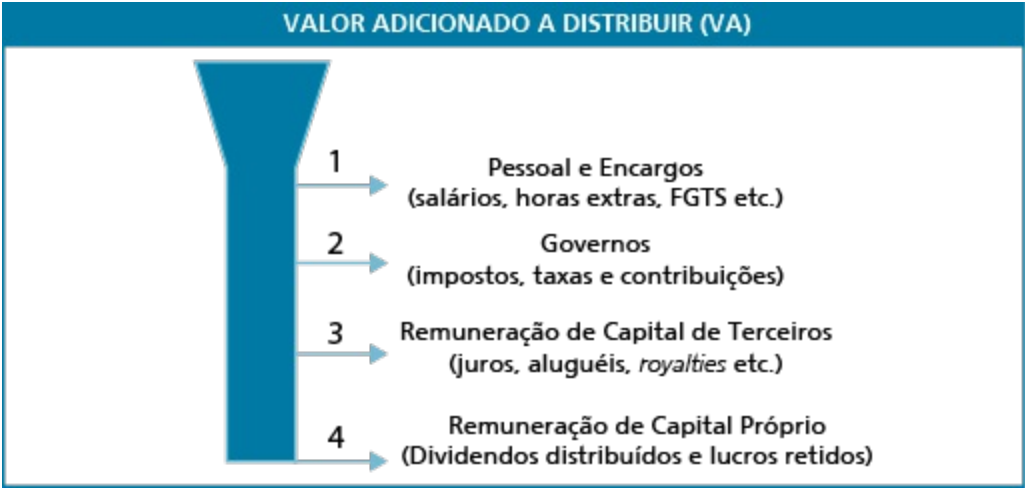 VALOR ADICIONADO A DISTRIBUIR (VA)
1
Pessoal e Encargos
(salários, horas extras, FGTS etc.)
2
Governos
(impostos, taxas e contribuições)
3
Remuneração de Capital de Terceiros
(juros, aluguéis, royalties etc.)
4
Remuneração de Capital Próprio
(Dividendos distribuídos e lucros retidos)